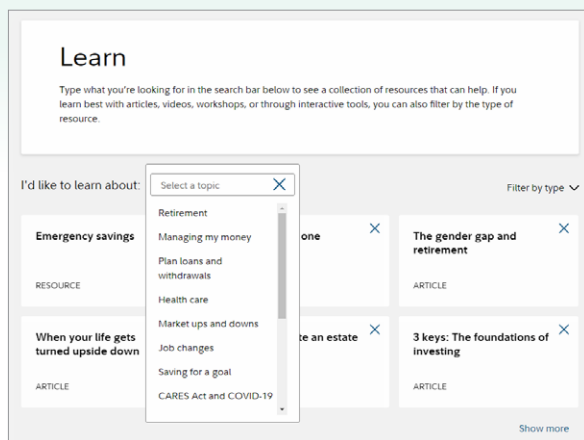 Learn
Type what you're looking for in the search bar below to see a collection of resources that can help. If you
learn best with articles, videos, workshops, or through interactive tools, you can also filter by the type of
resource.
I'd like to learn about:
Select a topic
Filter by type
Retirement
Managing my money
Plan loans and
withdrawals
Health care
Market ups and downs
Job changes
Saving for a goal
CARES Act and COVID-19
Emergency savings
RESOURCE
one
The gender gap and
retirement
ARTICLE
When your life gets
turned upside down
ARTICLE
te an estate
3 keys: The foundations of
investing
ARTICLE
Show more